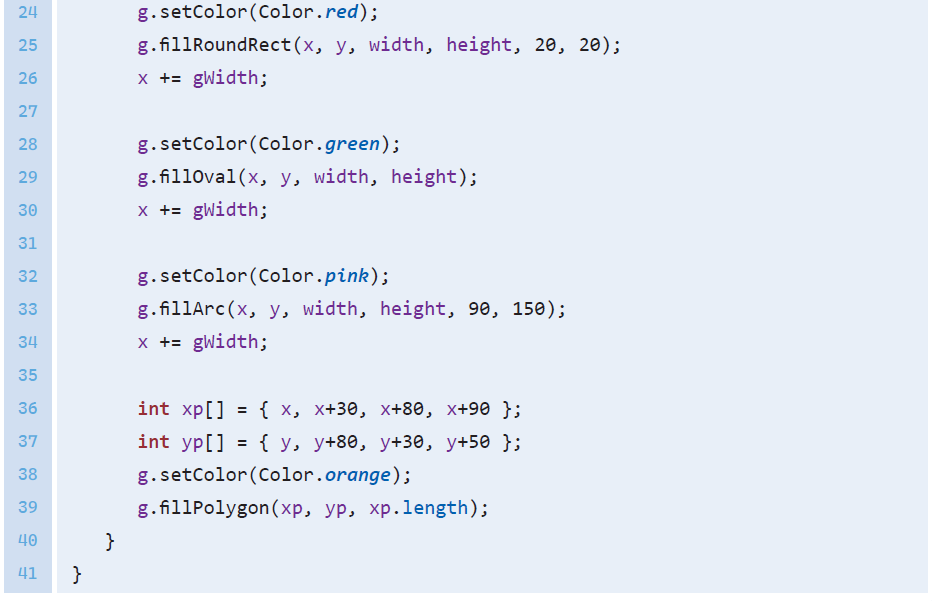 24 g.setColor(Color.red);
25 g.fillRoundRect(x, y, width, height, 20, 20);
26 x += gWidth;
27
28 g.setColor(Color.green);
29 g.fillOval(x, y, width, height);
30 x += gWidth;
31
32 g.setColor(Color.pink);
33 g.fillArc(x, y, width, height, 90, 150);
34 x += gWidth;
35
36 int xp[] = { x, x+30, x+80, x+90 };
37 int yp[] = { y, y+80, y+30, y+50 };
38 g.setColor(Color.orange);
39 g.fillPolygon(xp, yp, xp.length);
40 }
41 }